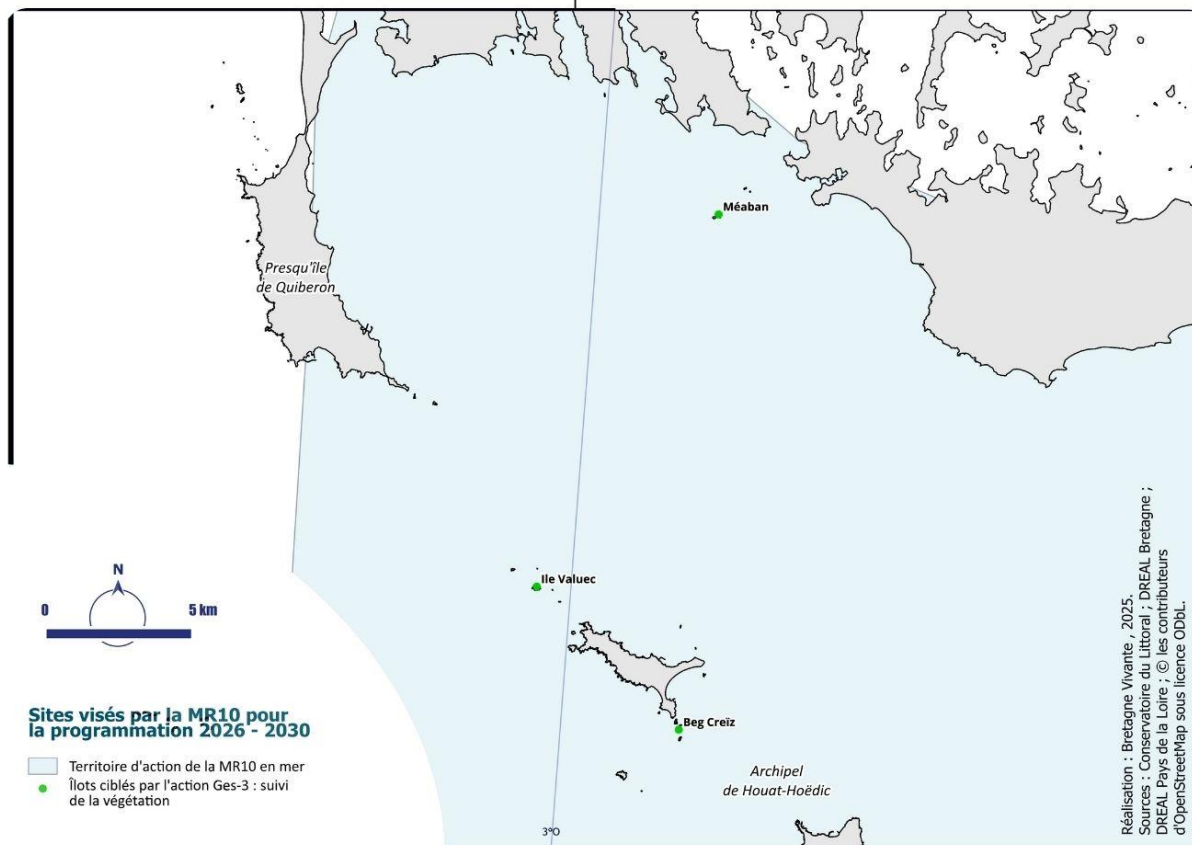 Méaban
Presqu'île
de Quiberon
Ile Valuec
N
0 5 km
Beg Creïz
Sites visés par la MR10 pour
la programmation 2026 - 2030
Territoire d'action de la MR10 en mer
Îlots ciblés par l'action Ges-3 : suivi
de la végétation
Archipel
de Houat-Hoëdic
3°O
Réalisation : Bretagne Vivante , 2025.
Sources : Conservatoire du Littoral ; DREAL Bretagne ;
DREAL Pays de la Loire ; © les contributeurs
d'OpenStreetMap sous licence ODbL.